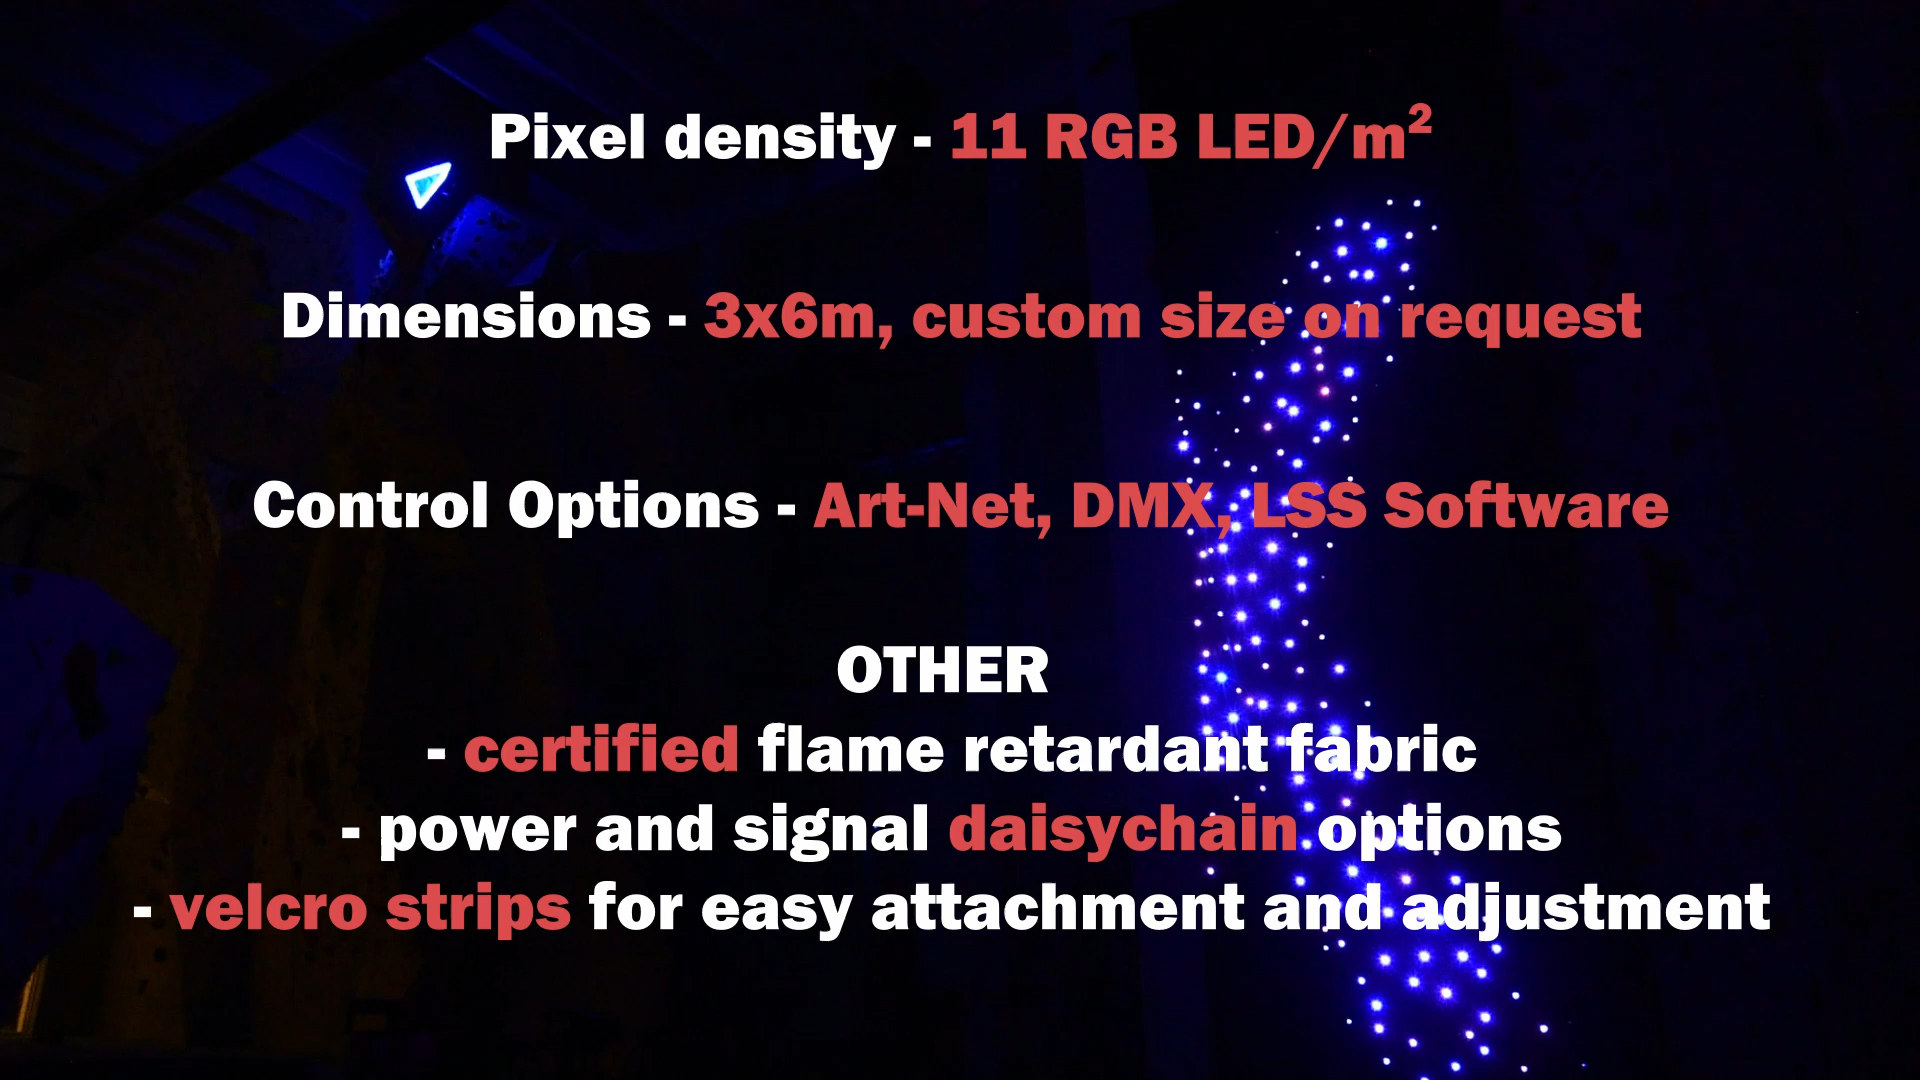 Pixel density - 11 RGB LED/m²
Dimensions - 3x6m, custom size on request
Control Options - Art-Net, DMX, LSS Software
OTHER
- certified flame retardant fabric
- power and signal daisychain options
- velcro strips for easy attachment and adjustment